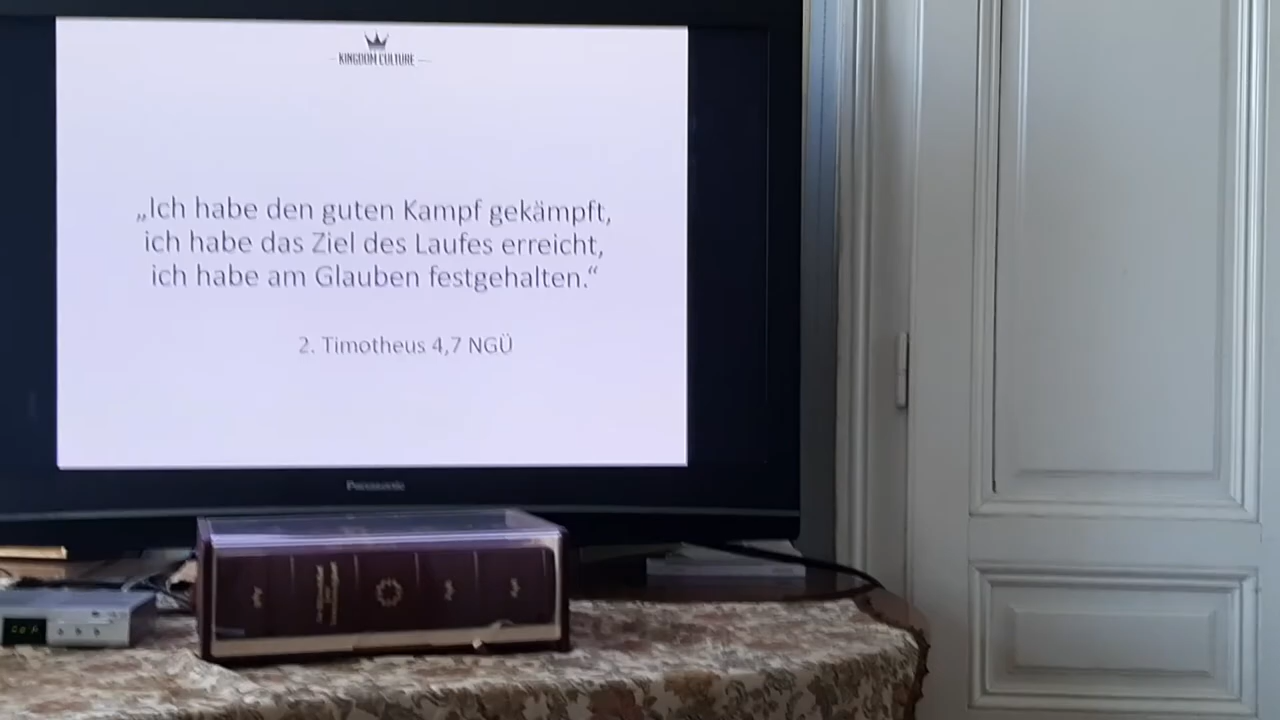 KINGDOM CULTURE
„Ich habe den guten Kampf gekämpft,
ich habe das Ziel des Laufes erreicht,
ich habe am Glauben festgehalten.“
2. Timotheus 4,7 NGÜ
Panasonic